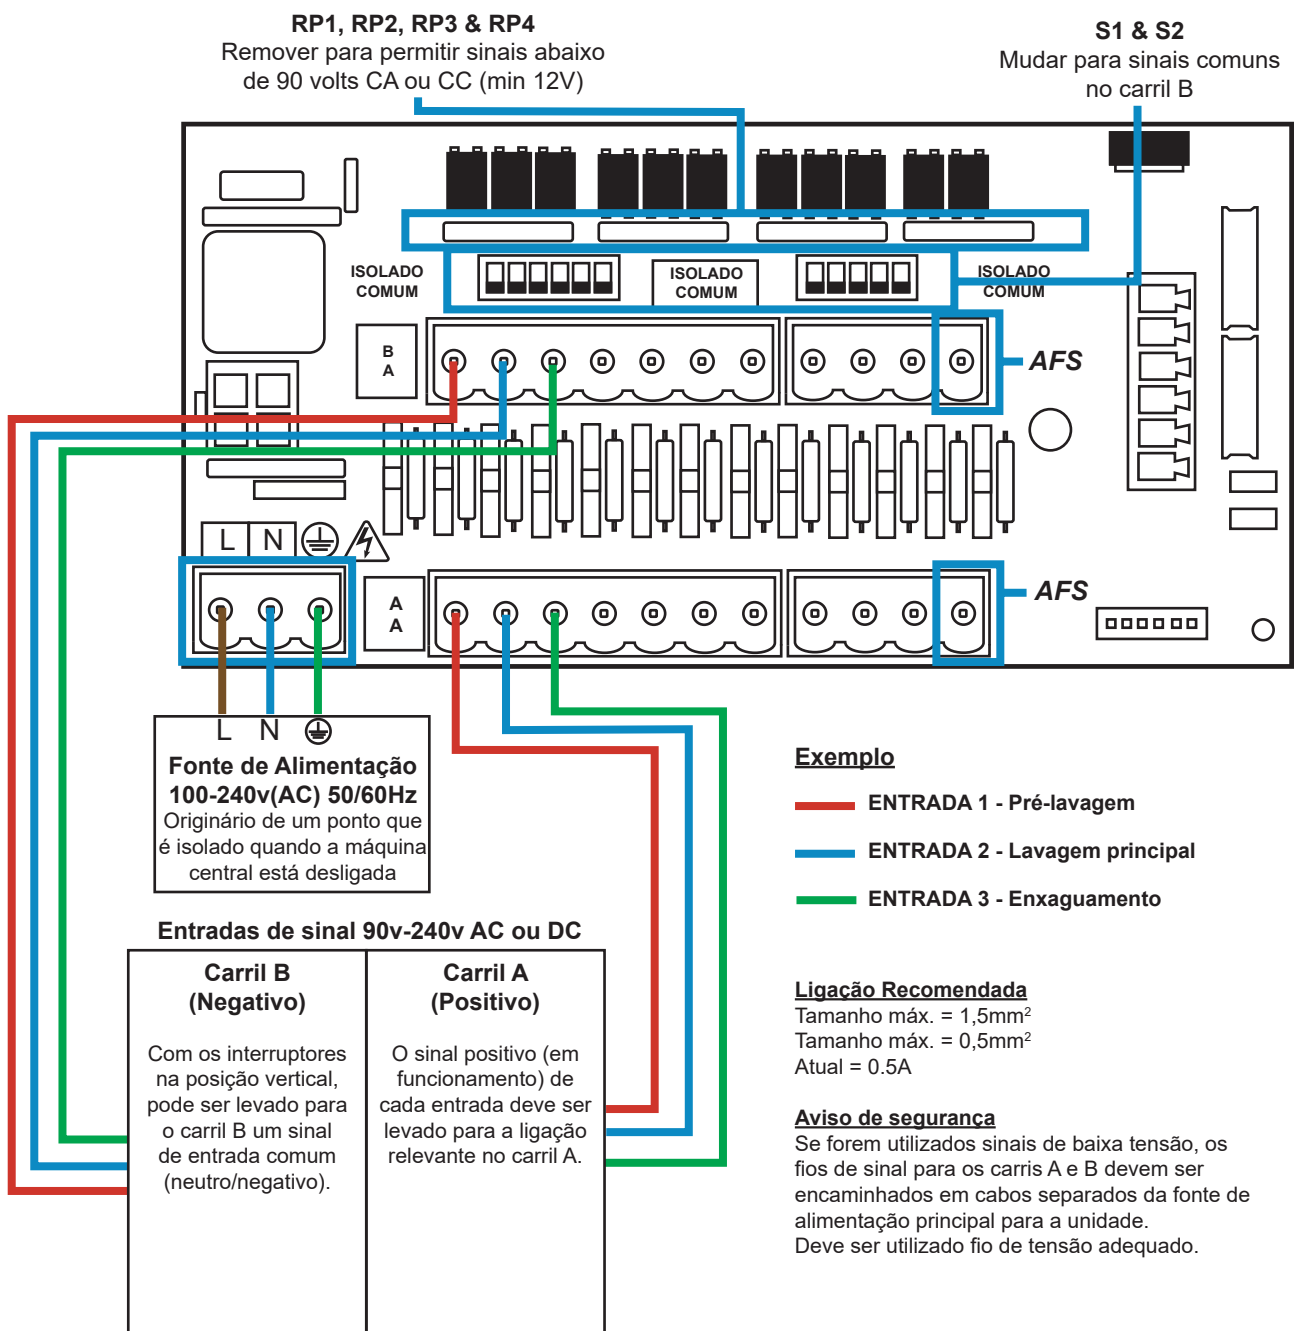 RP1, RP2, RP3 & RP4
Remover para permitir sinais abaixo
de 90 volts CA ou CC (min 12V)
S1 & S2
Mudar para sinais comuns
no carril B
ISOLADO
COMUM
ISOLADO
COMUM
ISOLADO
COMUM
B
A
AFS
L N
A
A
AFS
L N
Fonte de Alimentação
100-240v(AC) 50/60Hz
Originário de um ponto que
é isolado quando a máquina
central está desligada
Exemplo
ENTRADA 1 - Pré-lavagem
ENTRADA 2 - Lavagem principal
ENTRADA 3 - Enxaguamento
Entradas de sinal 90v-240v AC ou DC
Carril B
(Negativo)
Com os interruptores
na posição vertical,
pode ser levado para
o carril B um sinal
de entrada comum
(neutro/negativo).
Carril A
(Positivo)
O sinal positivo (em
funcionamento) de
cada entrada deve ser
levado para a ligação
relevante no carril A.
Ligação Recomendada
Tamanho máx. = 1,5mm²
Tamanho máx. = 0,5mm²
Atual = 0.5A
Aviso de segurança
Se forem utilizados sinais de baixa tensão, os
fios de sinal para os carris A e B devem ser
encaminhados em cabos separados da fonte de
alimentação principal para a unidade.
Deve ser utilizado fio de tensão adequado.